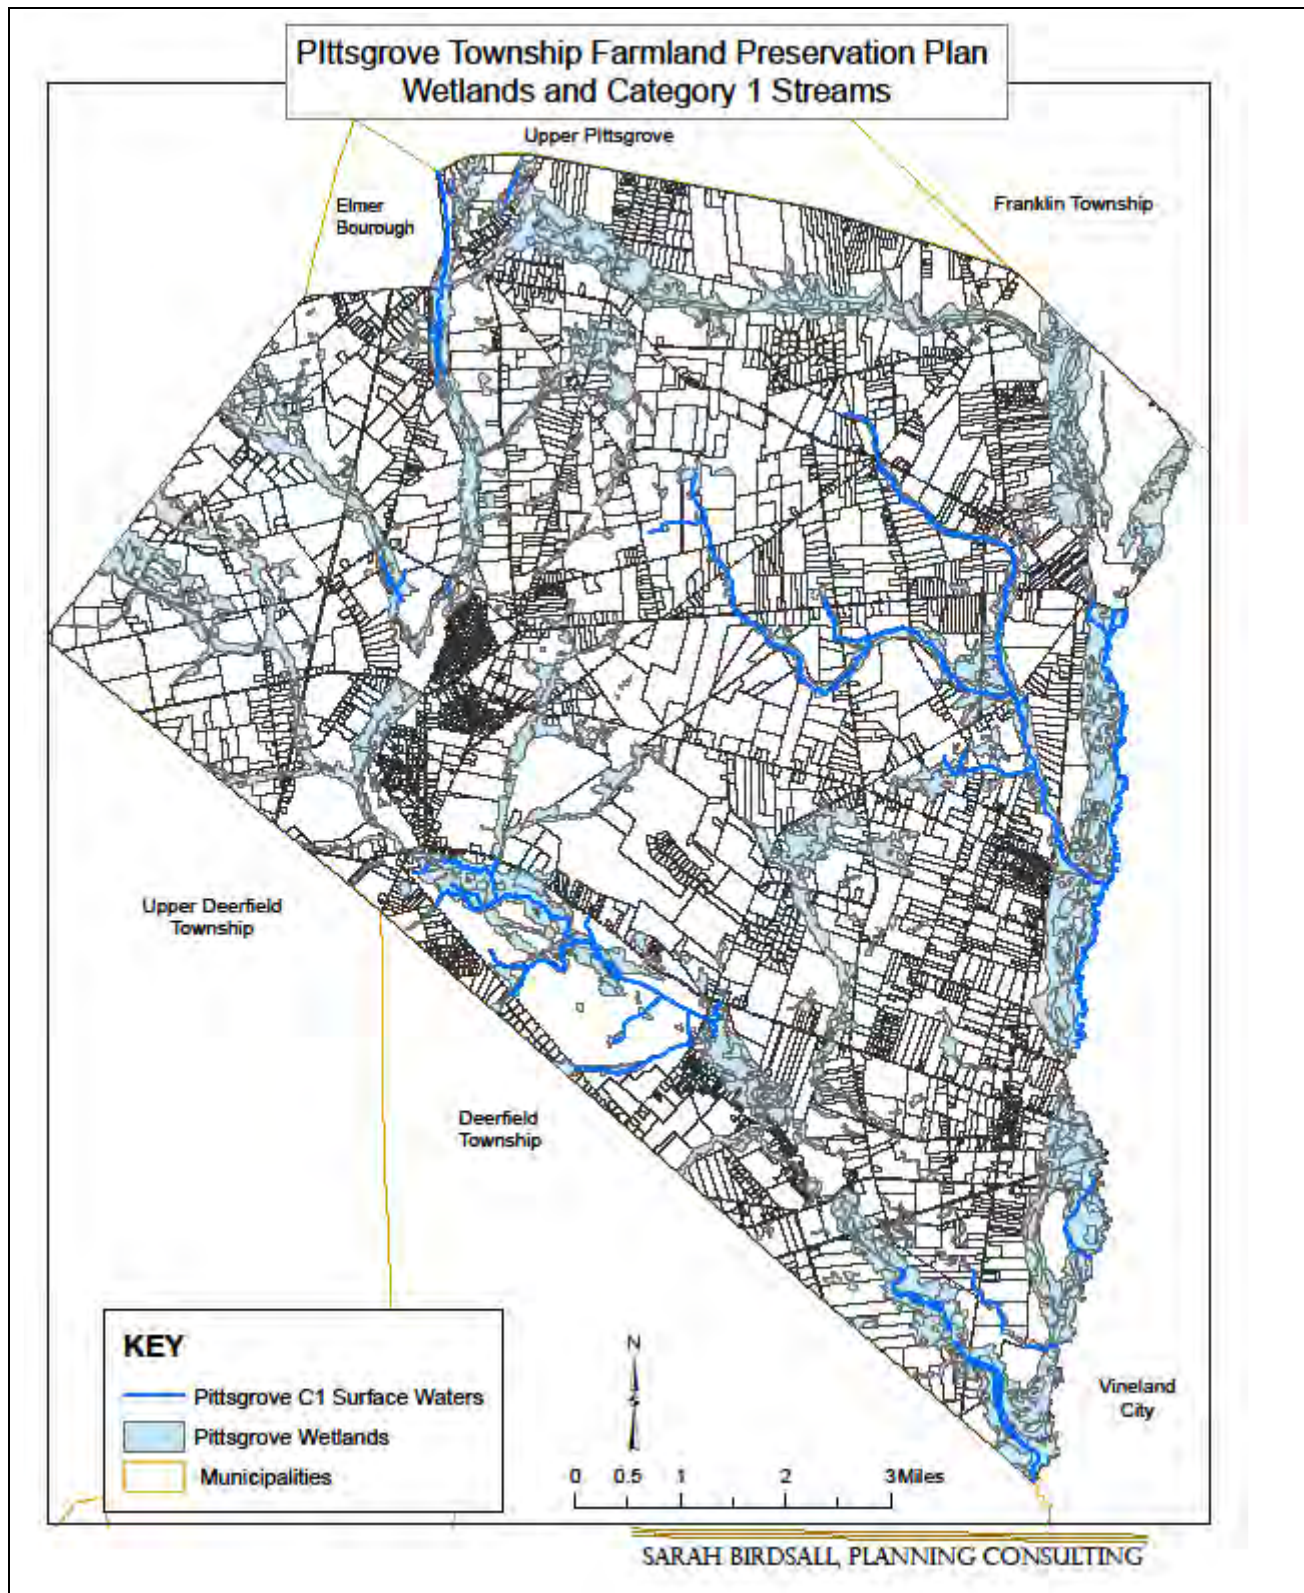 PIttsgrove Township Farmland Preservation Plan
Wetlands and Category 1 Streams
Upper PIttsgrove
Elmer
Bourough
Franklin Township
Upper Deerfield
Township
Deerfield
Township
Vineland
City
KEY
Pittsgrove C1 Surface Waters
Pittsgrove Wetlands
Municipalities
N
S
0 0.5 1 2 3Miles
SARAH BIRDSALL, PLANNING CONSULTING